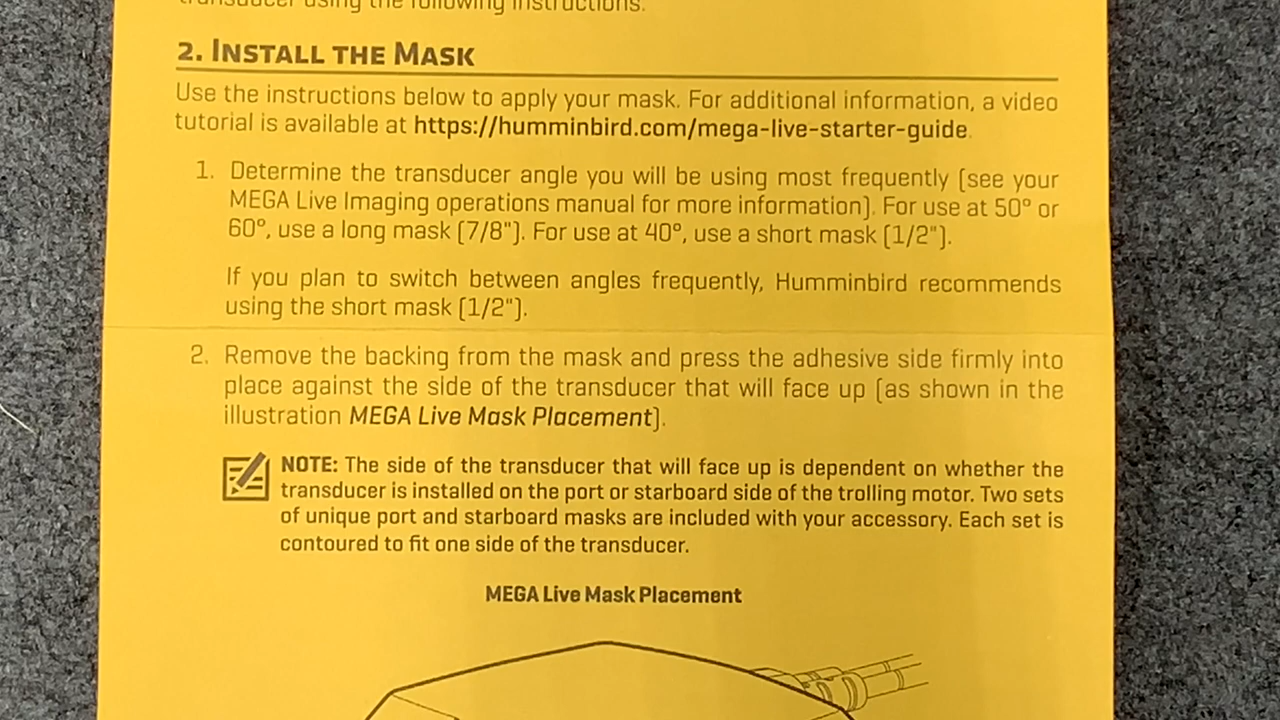 transducer using the following instructions.
2. INSTALL THE MASK
Use the instructions below to apply your mask. For additional information, a video
tutorial is available at https://humminbird.com/mega-live-starter-guide.
1. Determine the transducer angle you will be using most frequently (see your
MEGA Live Imaging operations manual for more information). For use at 50° or
60°, use a long mask (7/8"). For use at 40°, use a short mask (1/2").
If you plan to switch between angles frequently, Humminbird recommends
using the short mask (1/2").
2. Remove the backing from the mask and press the adhesive side firmly into
place against the side of the transducer that will face up (as shown in the
illustration MEGA Live Mask Placement).
NOTE: The side of the transducer that will face up is dependent on whether the
transducer is installed on the port or starboard side of the trolling motor. Two sets
of unique port and starboard masks are included with your accessory. Each set is
contoured to fit one side of the transducer.
MEGA Live Mask Placement